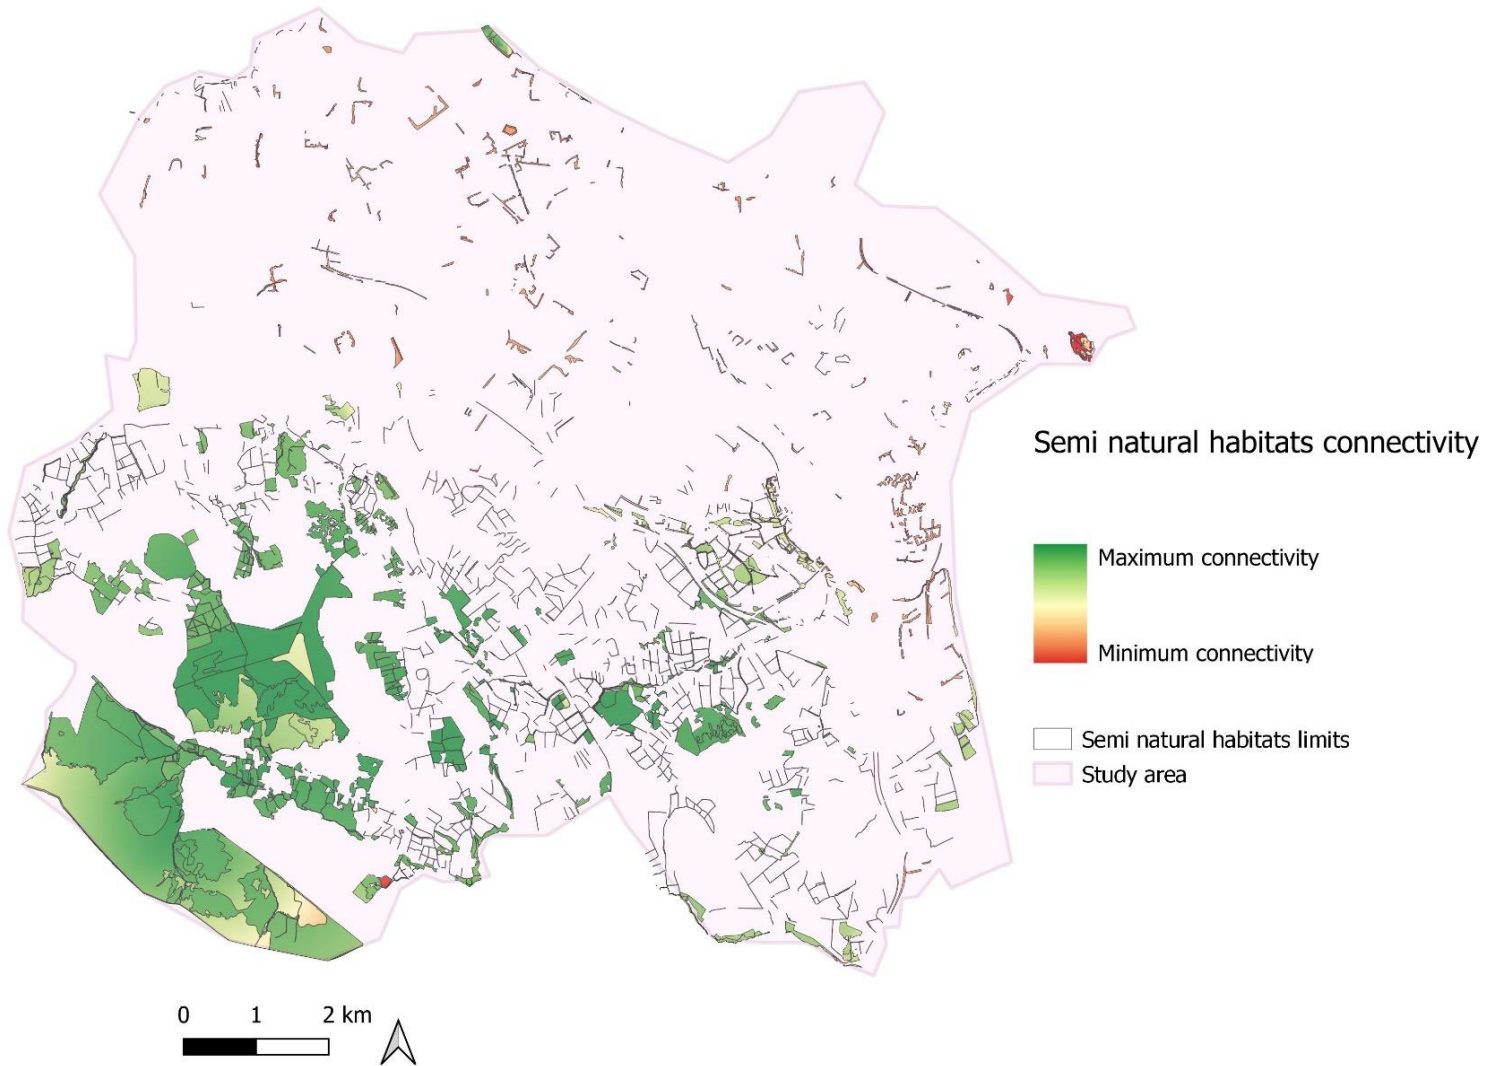 Semi natural habitats connectivity
Maximum connectivity
Minimum connectivity
Semi natural habitats limits
Study area
0 1 2 km